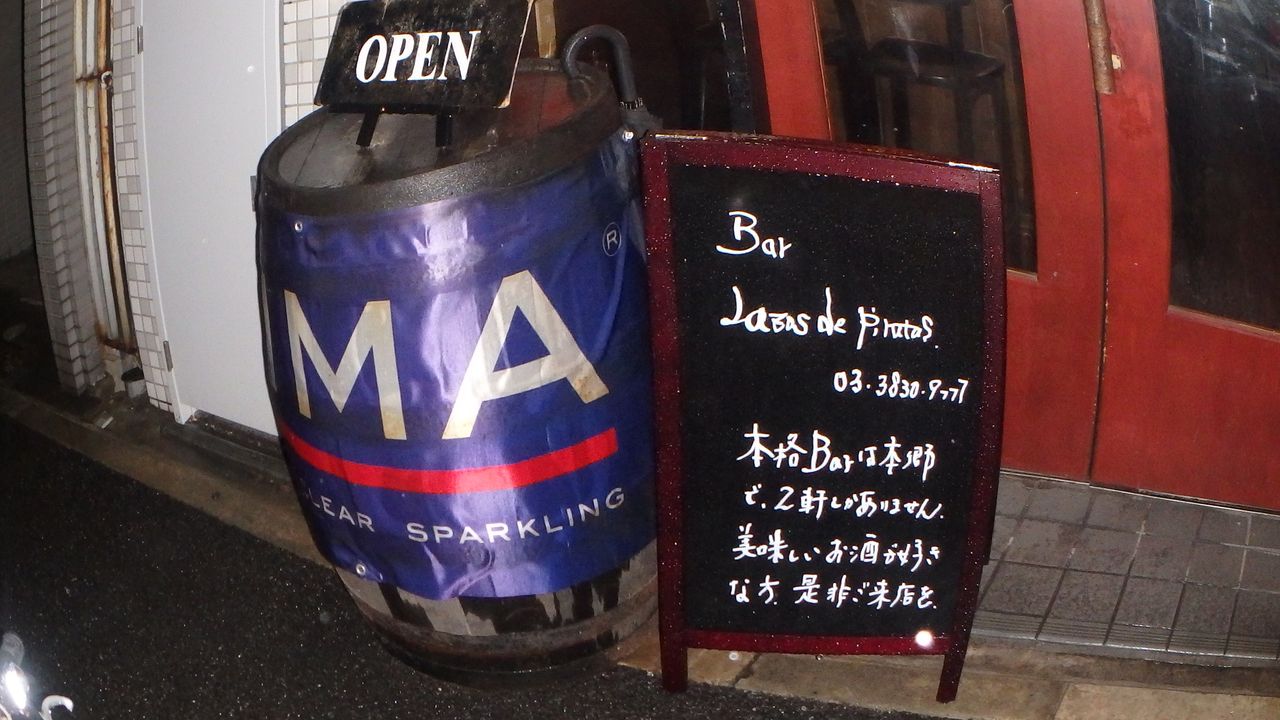 OPEN
®
MA
LEAR SPARKLING
Bar
Lazos de Piratas.
03.3830.9777
本格Barは本郷
で、2軒しかありません.
美味しいお酒が好き
な方. 是非ご来店を.